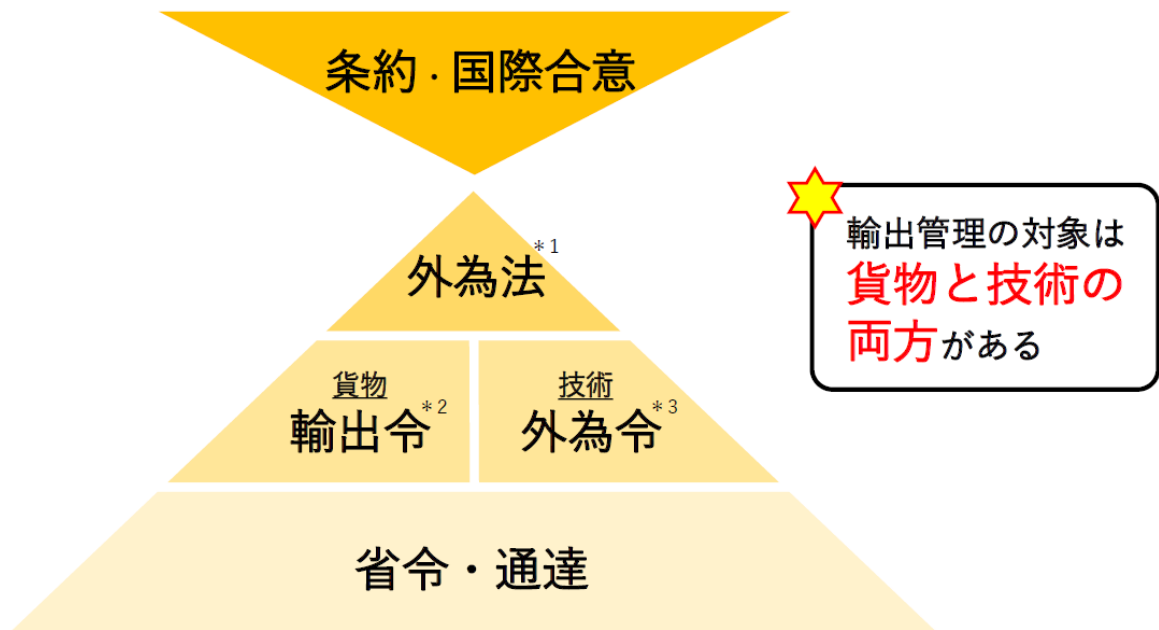 条約・国際合意
外為法*1
貨物
輸出令*2
技術
外為令*3
省令・通達
輸出管理の対象は
貨物と技術の
両方がある